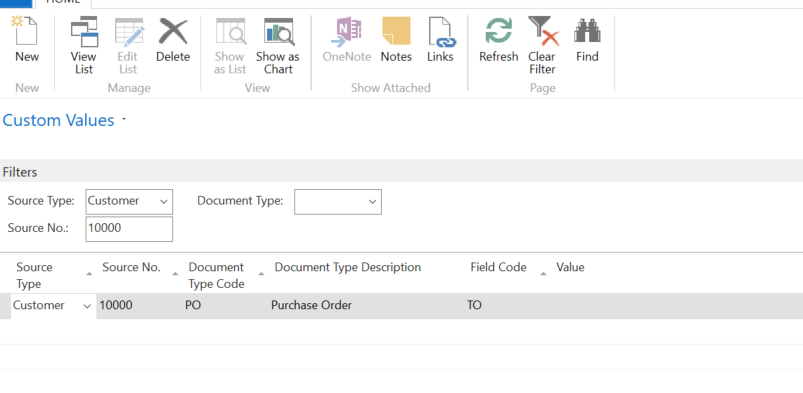 HOME
New View List Edit List Delete Show as List Show as Chart OneNote Notes Links Refresh Clear Filter Find
New Manage View Show Attached Page
Custom Values
Filters
Source Type: Customer Document Type:
Source No.: 10000
Source Type Source No. Document Type Code Document Type Description Field Code Value
Customer 10000 PO Purchase Order TO